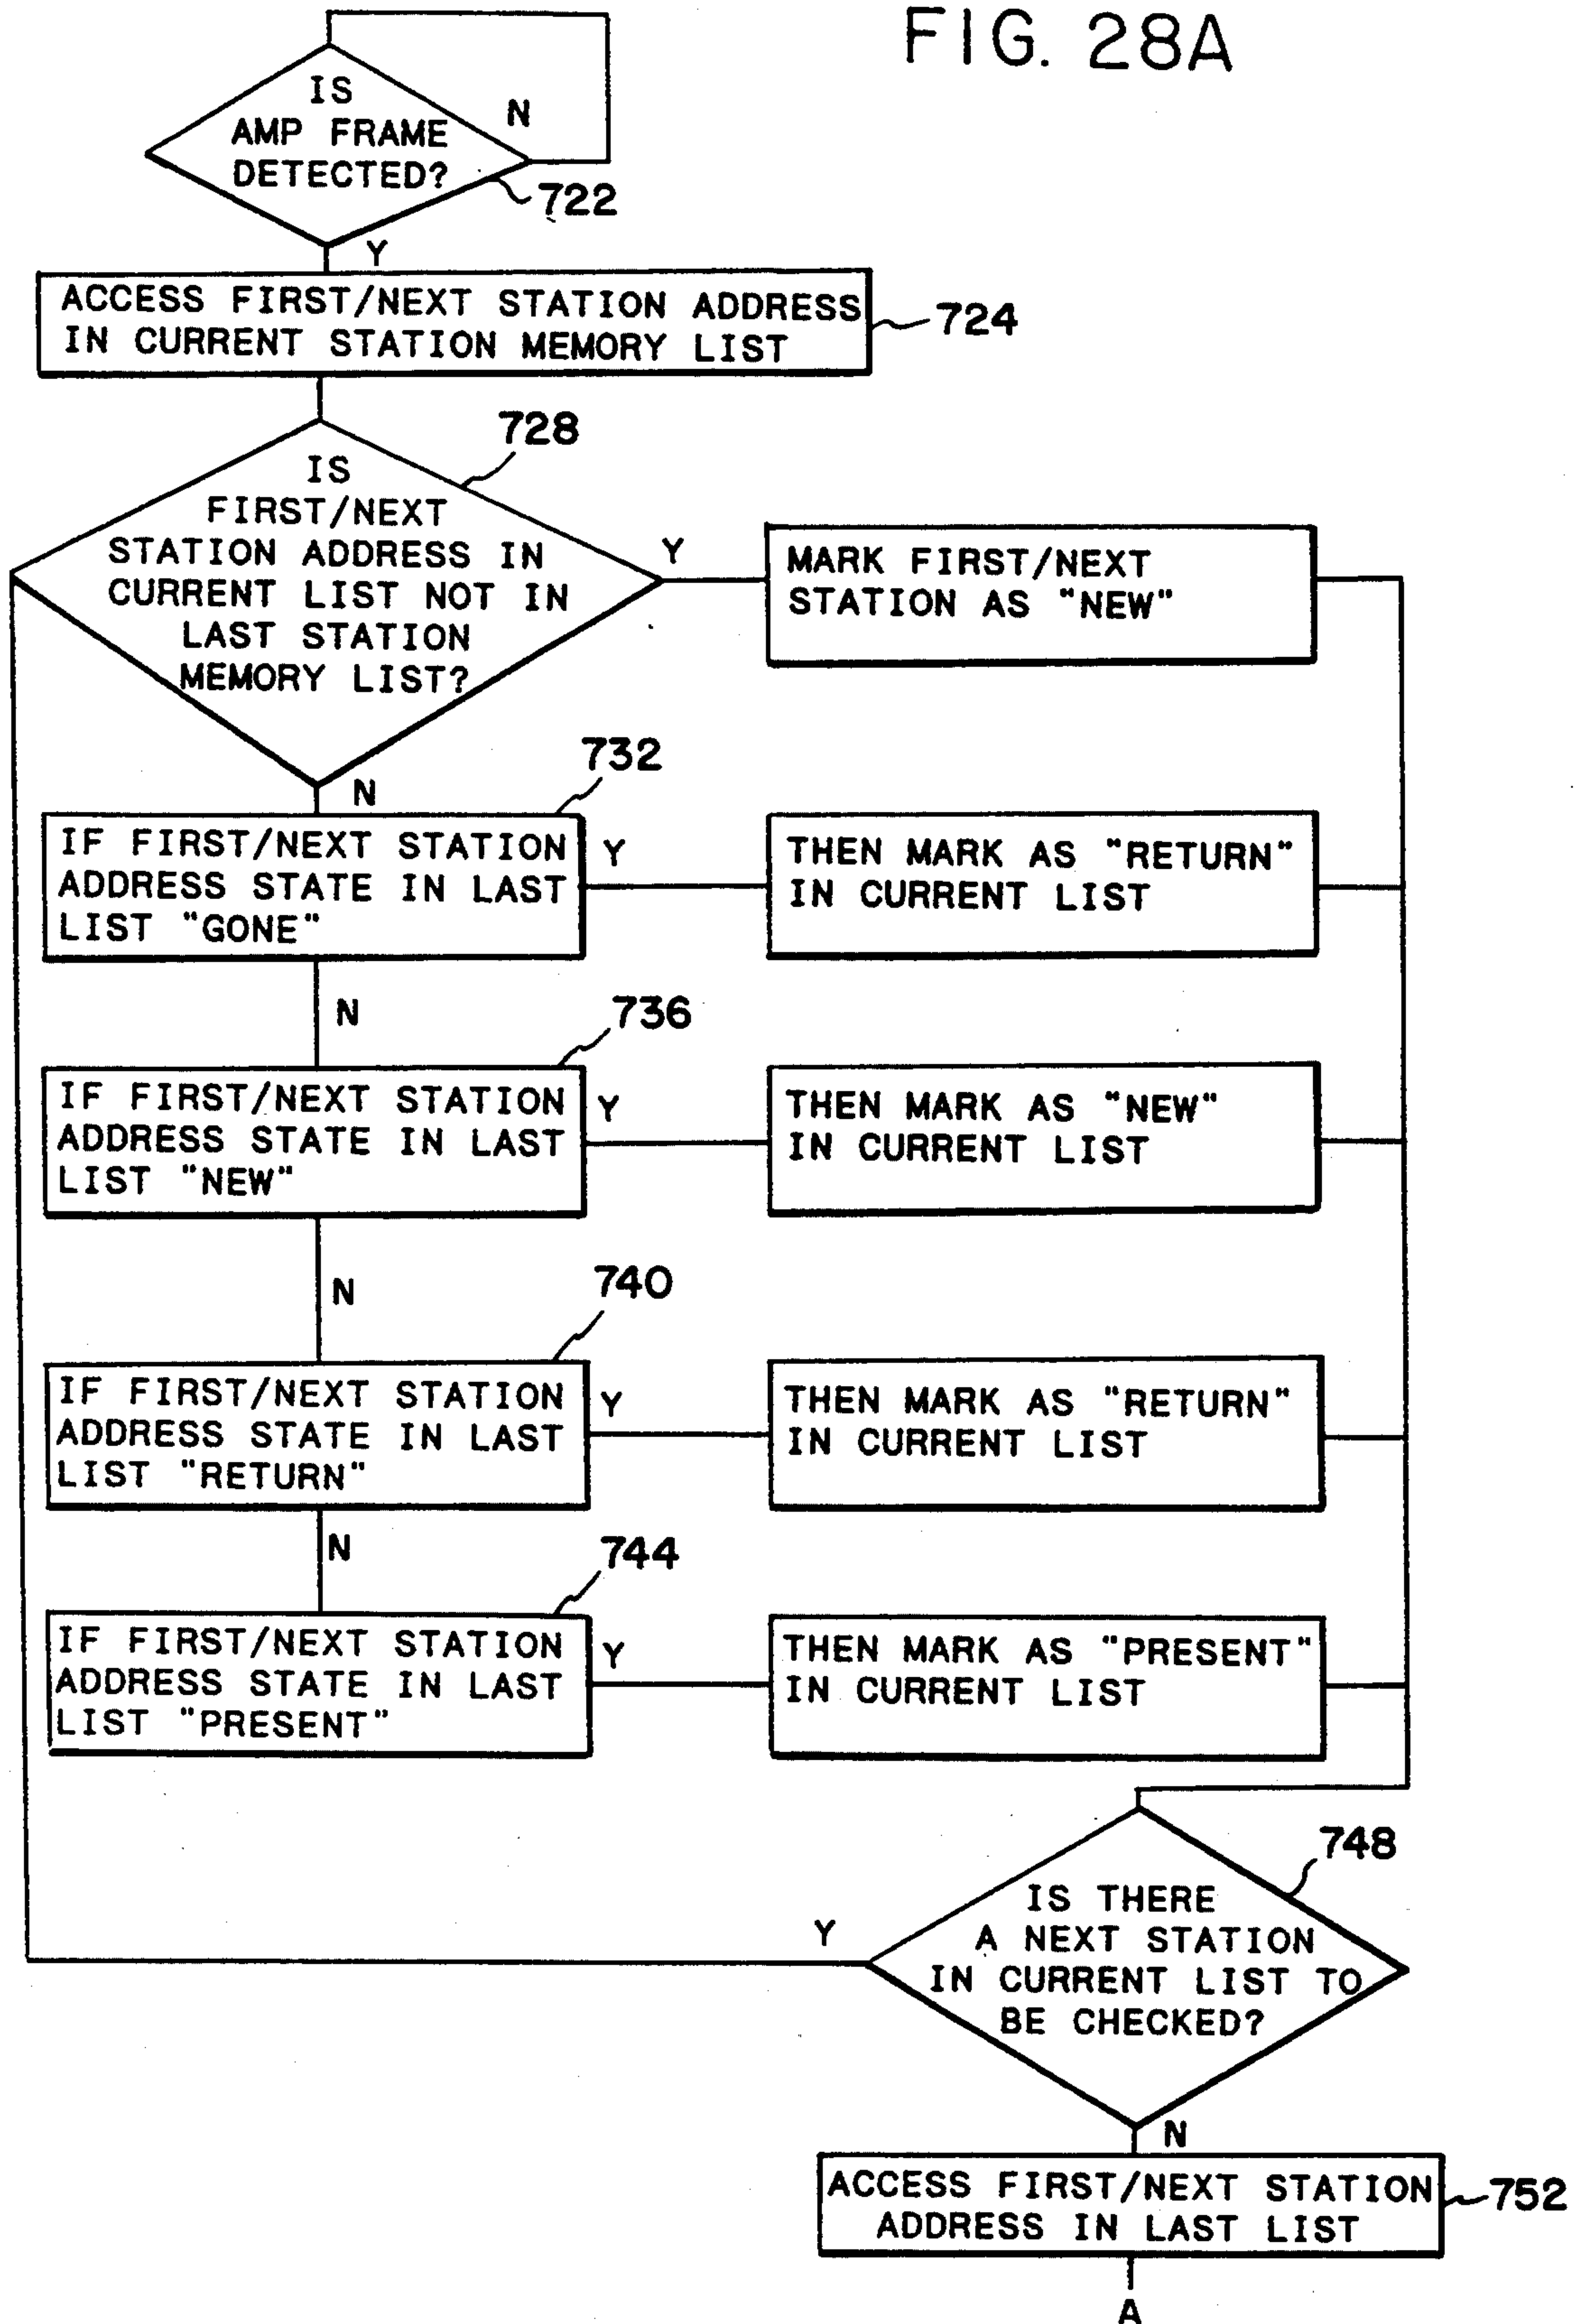 FIG. 28A
IS
AMP FRAME
DETECTED?
N
722
Y
ACCESS FIRST/NEXT STATION ADDRESS
IN CURRENT STATION MEMORY LIST
724
728
IS
FIRST/NEXT
STATION ADDRESS IN
CURRENT LIST NOT IN
LAST STATION
MEMORY LIST?
Y
MARK FIRST/NEXT
STATION AS "NEW"
N
732
IF FIRST/NEXT STATION
ADDRESS STATE IN LAST
LIST "GONE"
Y
THEN MARK AS "RETURN"
IN CURRENT LIST
N
736
IF FIRST/NEXT STATION
ADDRESS STATE IN LAST
LIST "NEW"
Y
THEN MARK AS "NEW"
IN CURRENT LIST
N
740
IF FIRST/NEXT STATION
ADDRESS STATE IN LAST
LIST "RETURN"
Y
THEN MARK AS "RETURN"
IN CURRENT LIST
N
744
IF FIRST/NEXT STATION
ADDRESS STATE IN LAST
LIST "PRESENT"
Y
THEN MARK AS "PRESENT"
IN CURRENT LIST
748
IS THERE
A NEXT STATION
IN CURRENT LIST TO
BE CHECKED?
Y
N
ACCESS FIRST/NEXT STATION
ADDRESS IN LAST LIST
752
A